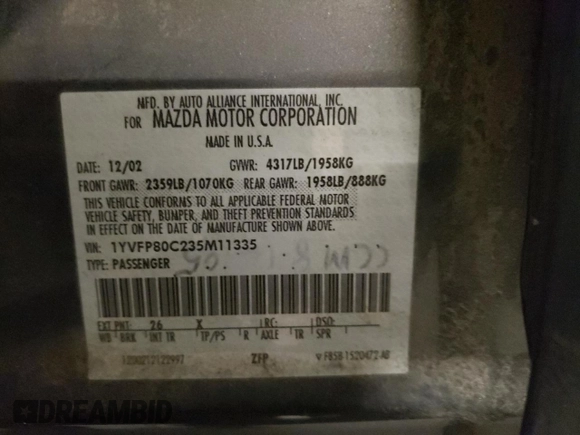 MFD. BY AUTO ALLIANCE INTERNATIONAL, INC.
FOR MAZDA MOTOR CORPORATION
MADE IN U.S.A.
DATE: 12/02 GVWR: 4317LB/1958KG
FRONT GAWR: 2359LB/1070KG REAR GAWR: 1958LB/888KG
THIS VEHICLE CONFORMS TO ALL APPLICABLE FEDERAL MOTOR
VEHICLE SAFETY, BUMPER, AND THEFT PREVENTION STANDARDS
IN EFFECT ON THE DATE OF MANUFACTURE SHOWN ABOVE.
VIN: 1YVFP80C235M11335
TYPE: PASSENGER
EXT PNT: 26 X RC: DSO:
WB BRK INT TR TP/PS R AXLE TR SPR
ZFP
DREAMBID